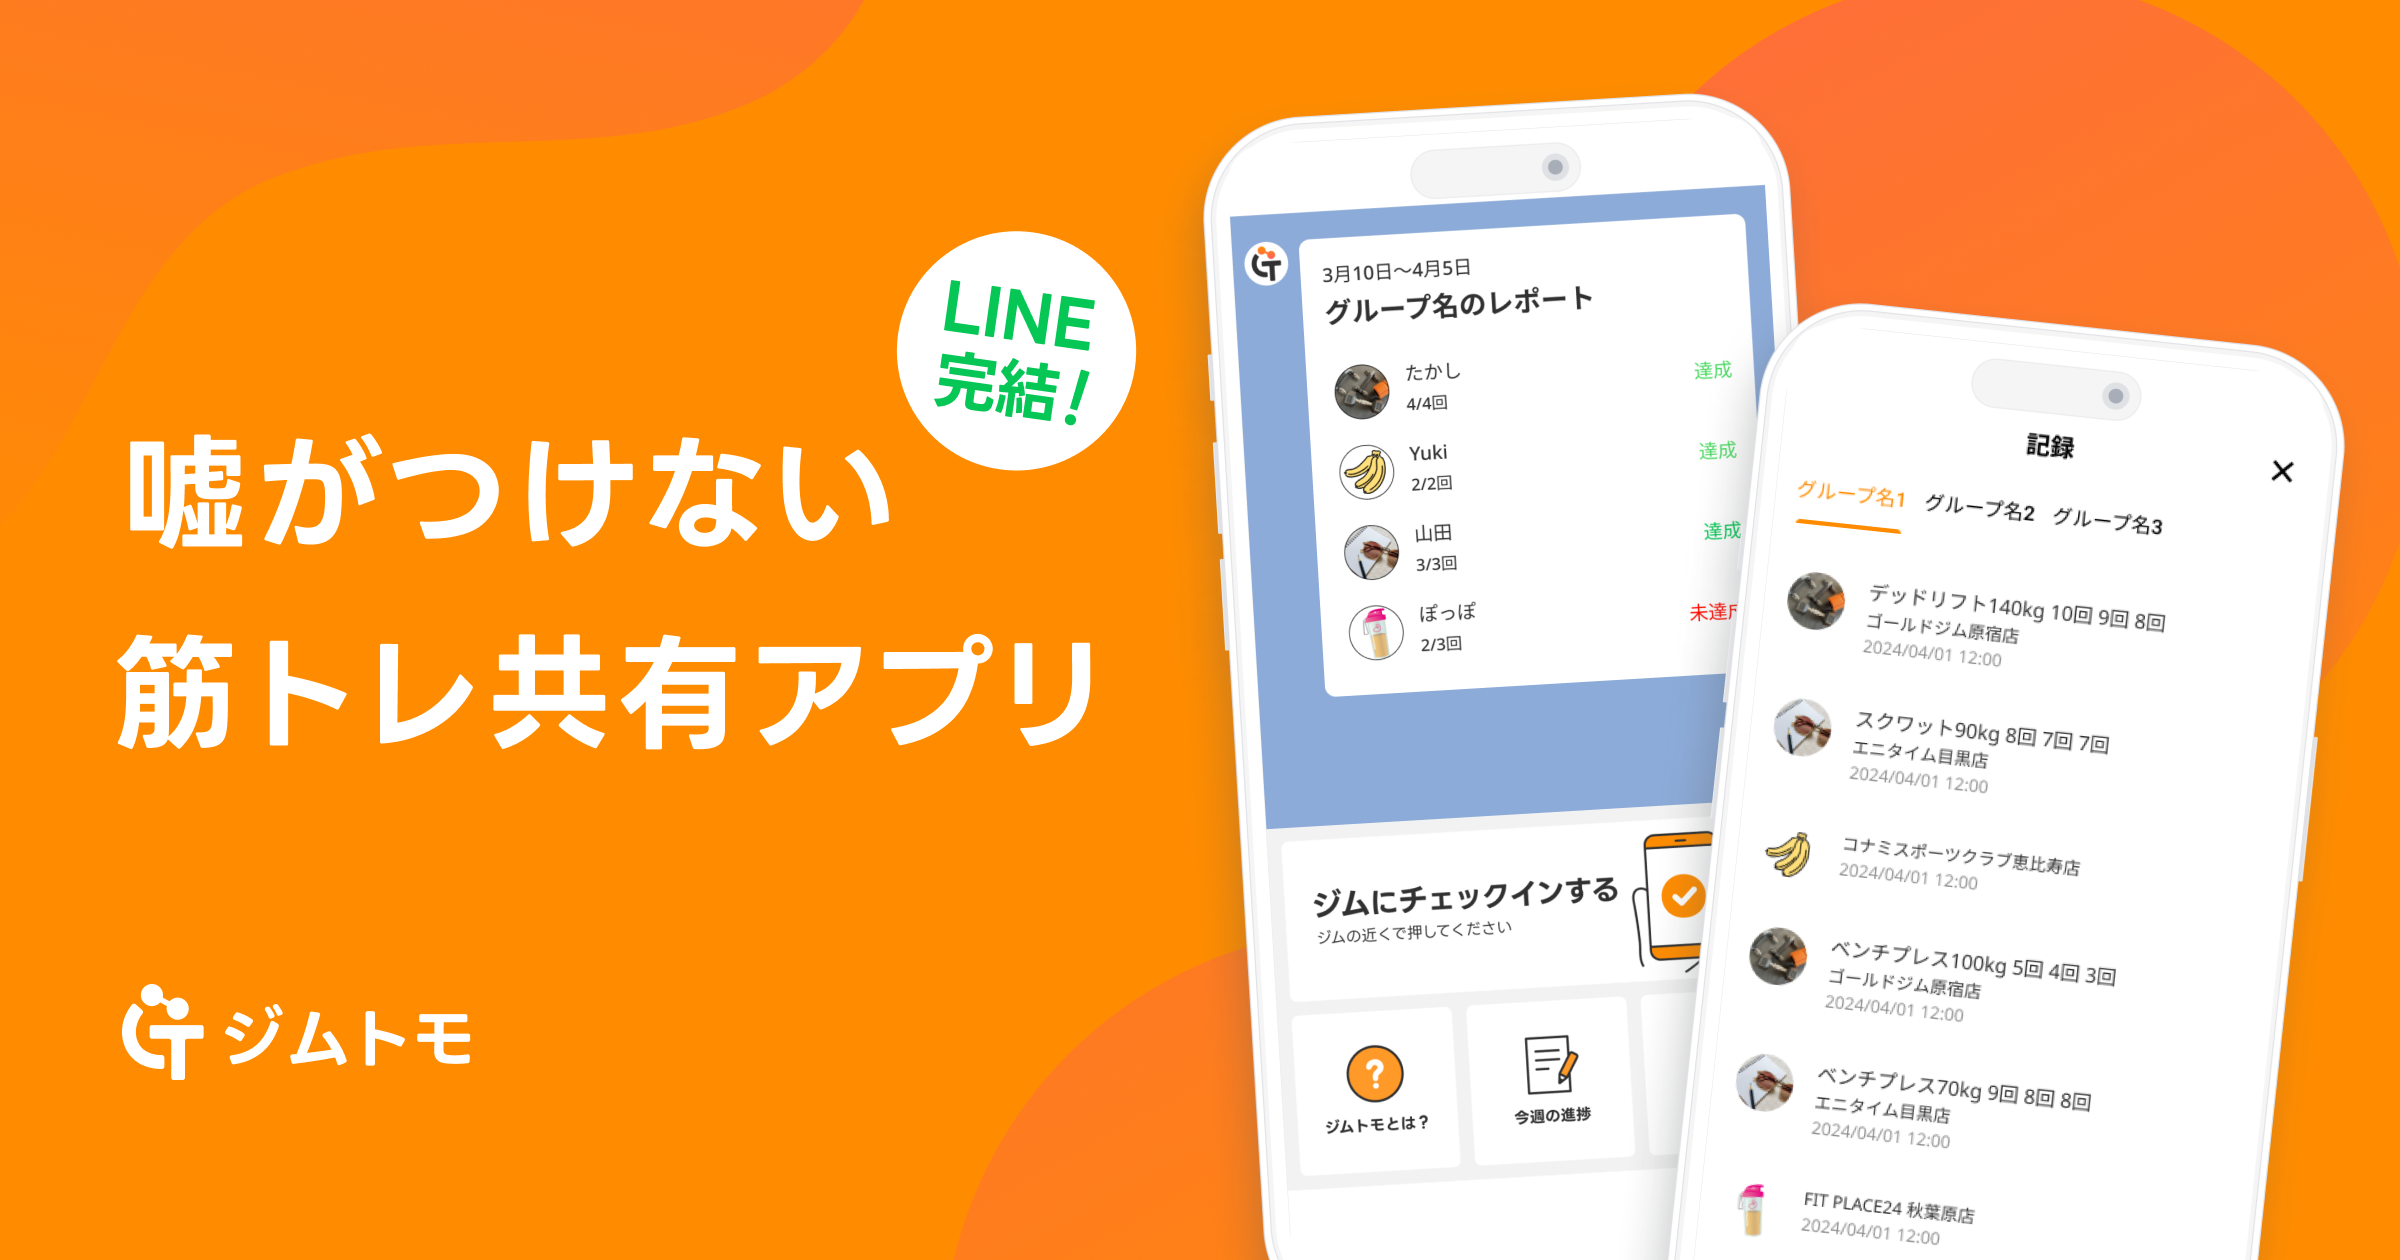 LINE
完結!
嘘がつけない
筋トレ共有アプリ
ジムトモ
3月10日〜4月5日
グループ名のレポート
たかし
4/4回
達成
Yuki
2/2回
達成
山田
3/3回
達成
ぽっぽ
2/3回
未達成
ジムにチェックインする
ジムの近くで押してください
ジムトモとは?
今週の進捗
記録
グループ名1 グループ名2 グループ名3
デッドリフト140kg 10回 9回 8回
ゴールドジム原宿店
2024/04/01 12:00
スクワット90kg 8回 7回 7回
エニタイム目黒店
2024/04/01 12:00
コナミスポーツクラブ恵比寿店
2024/04/01 12:00
ベンチプレス100kg 5回 4回 3回
ゴールドジム原宿店
2024/04/01 12:00
ベンチプレス70kg 9回 8回 8回
エニタイム目黒店
2024/04/01 12:00
FIT PLACE24 秋葉原店
2024/04/01 12:00